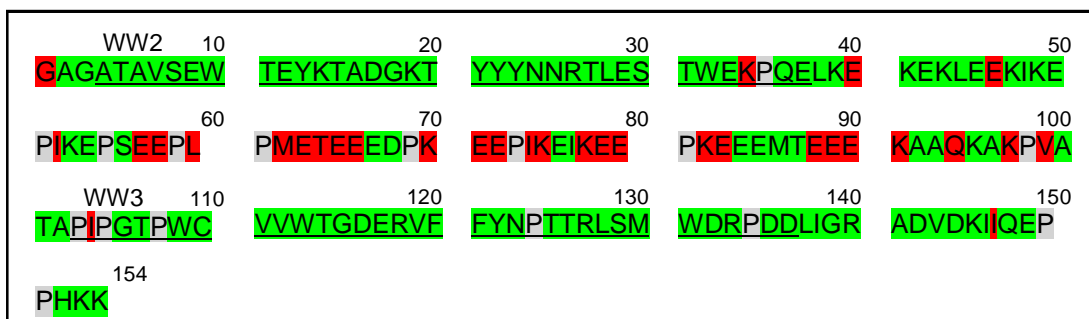 WW2 10 20 30 40 50
GAGATAVSEW TEYKTADGKT YYYNNRTLES TWEKPQELKE KEKLEEKIKE
60 70 80 90 100
PIKEPSEEPL PMETEEEDPK EEPIKEIKEE PKEEEMTEEE KAAQKAKPVA
WW3 110 120 130 140 150
TAPIPGTPWC VVWTGDERVF FYNPTTRLSM WDRPDDLIGR ADVDKIIQEP
154
PHKK